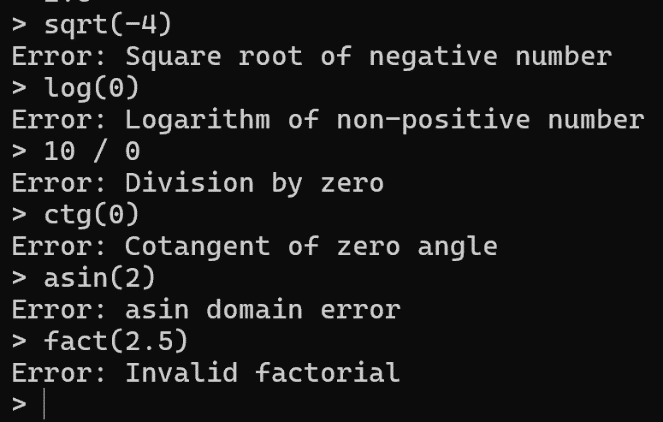 > sqrt(-4)
Error: Square root of negative number
> log(0)
Error: Logarithm of non-positive number
> 10 / 0
Error: Division by zero
> ctg(0)
Error: Cotangent of zero angle
> asin(2)
Error: asin domain error
> fact(2.5)
Error: Invalid factorial
>